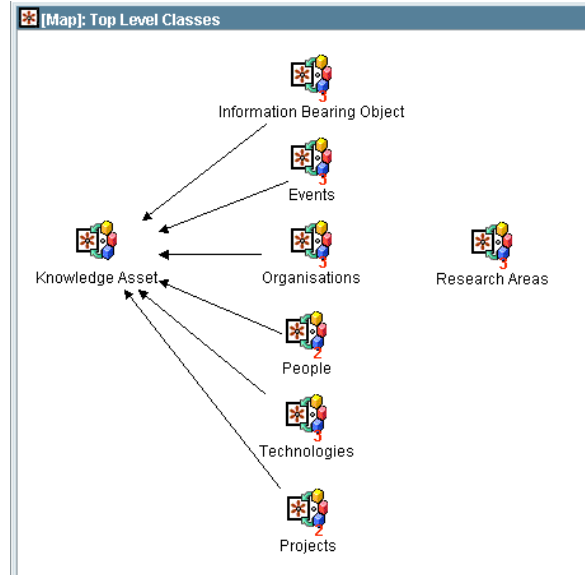 [Map]: Top Level Classes
3
Information Bearing Object
3
Events
Knowledge Asset
3
Organisations
3
Research Areas
2
People
3
Technologies
2
Projects